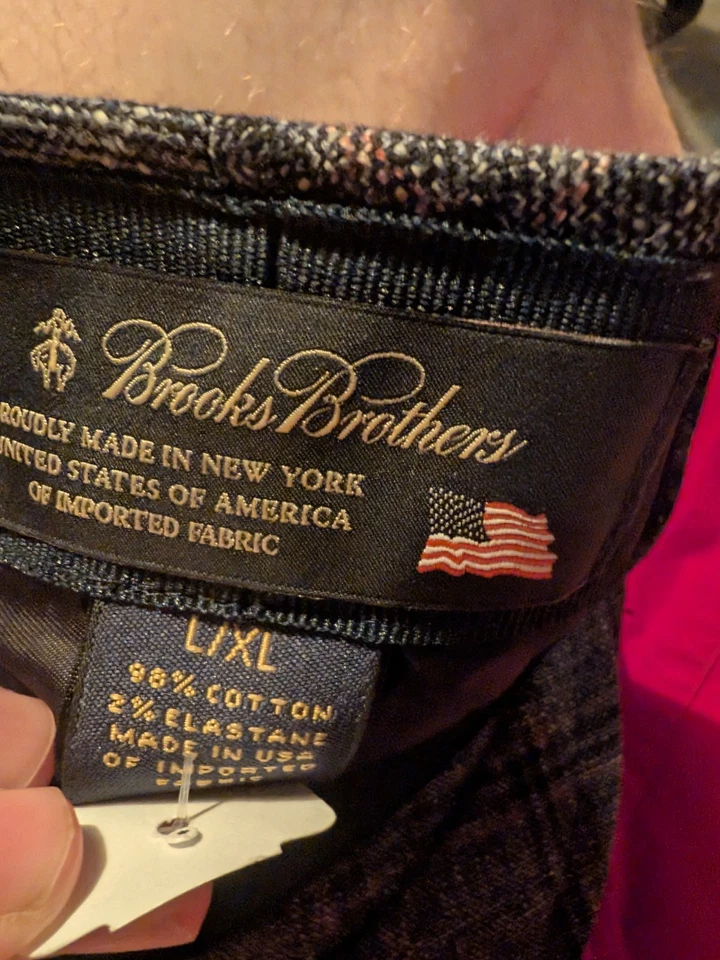 Brooks Brothers
ROUDLY MADE IN NEW YORK
UNITED STATES OF AMERICA
OF IMPORTED FABRIC
L/XL
98% COTTON
2% ELASTANE
MADE IN USA
OF IMPORTED